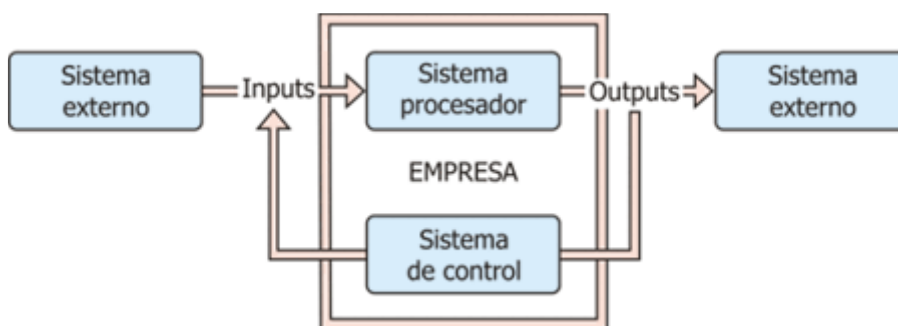 Sistema
externo
Inputs
Sistema
procesador
Outputs
Sistema
externo
EMPRESA
Sistema
de control